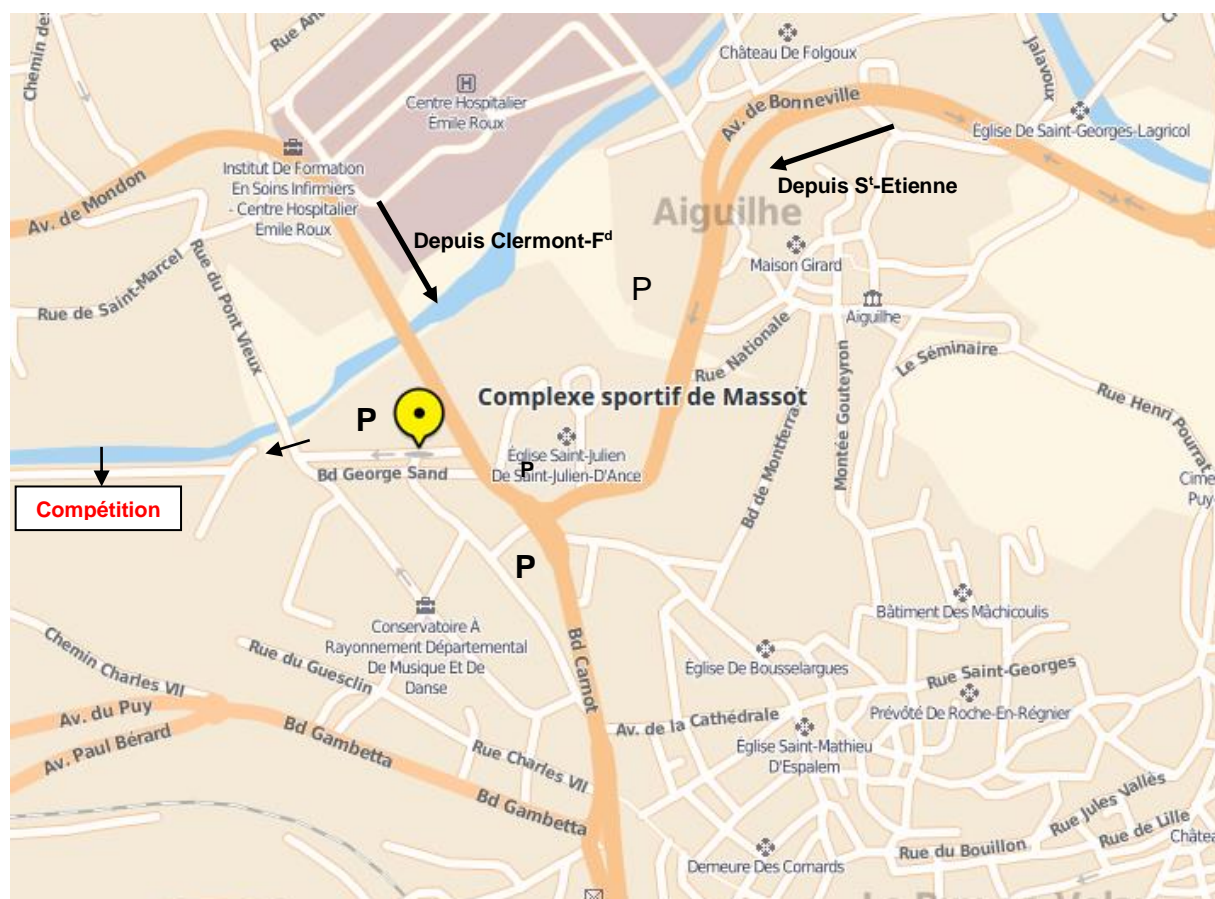 Chemin des
Rue An
Château De Folgoux
Jalavoux
Centre Hospitalier
Émile Roux
Av. de Bonneville
Église De Saint-Georges-Lagricol
Institut De Formation
En Soins Infirmiers
- Centre Hospitalier
Emile Roux
Av. de Mondon
Depuis Sᵗ-Etienne
Aiguilhe
Depuis Clermont-Fᵈ
Maison Girard
Rue du Pont Vieux
Rue de Saint-Marcel
P
Aiguilhe
Rue Nationale
Le Séminaire
Complexe sportif de Massot
P
Rue Henri Pourrat
Église Saint-Julien
De Saint-Julien-D'Ance
P
Bd George Sand
Bd de Montferra
Montée Gouteyron
Cime
Puy-
Compétition
P
Bâtiment Des Mâchicoulis
Conservatoire À
Rayonnement Départemental
De Musique Et De
Danse
Chemin Charles VII
Rue du Guesclin
Bd Carnot
Église De Bousselargues
Rue Saint-Georges
Prévôté De Roche-En-Régnier
Av. du Puy
Av. Paul Bérard
Bd Gambetta
Av. de la Cathédrale
Église Saint-Mathieu
D'Espalem
Rue Charles VII
Bd Gambetta
Rue Jules Vallès
Rue de Lille
Châtea
Rue du Bouillon
Demeure Des Cornards